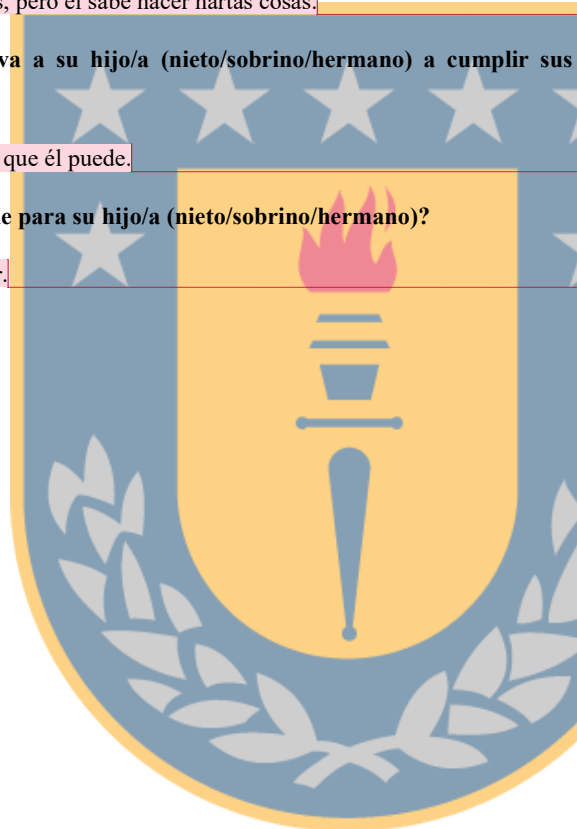 s, pero él sabe hacer hartas cosas.
va a su hijo/a (nieto/sobrino/hermano) a cumplir sus
que él puede.
e para su hijo/a (nieto/sobrino/hermano)?
r.